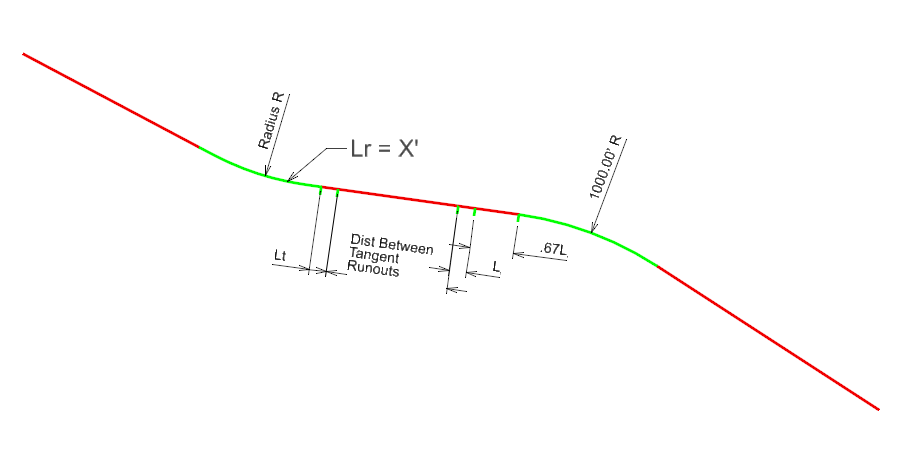 Radius R
Lr = X'
1000.00' R
Lt
Dist Between
Tangent
Runouts
L
.67L